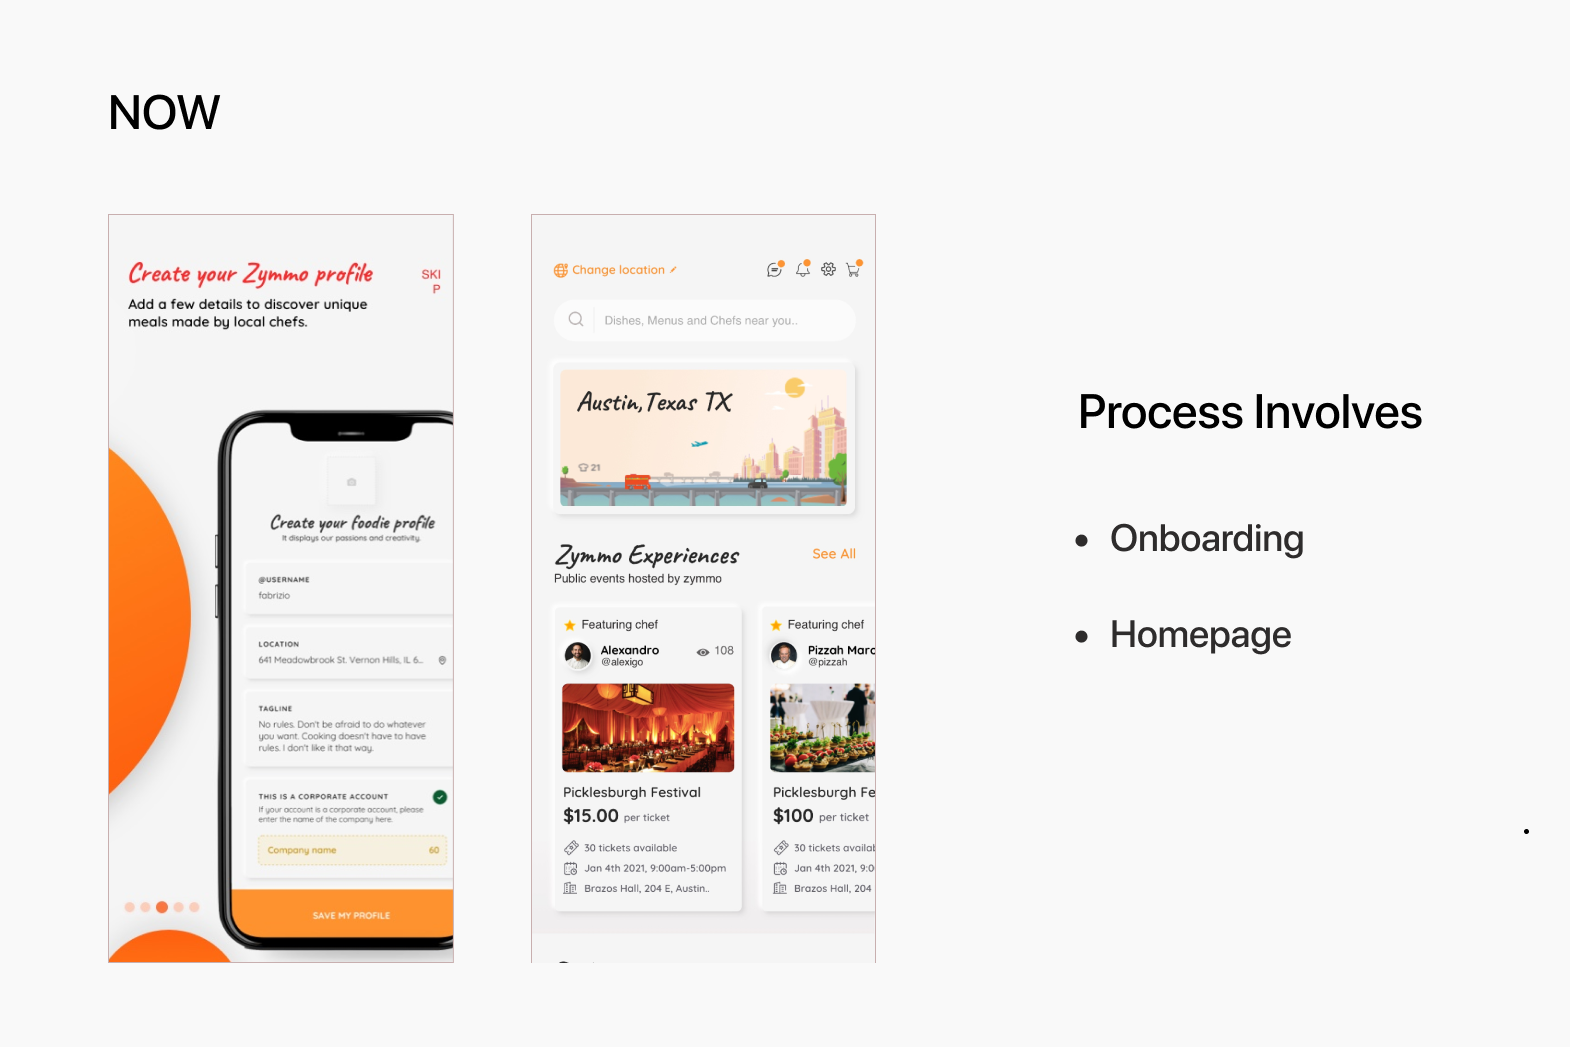 NOW
Create your Zymmo profile
SKI
P
Add a few details to discover unique
meals made by local chefs.
Create your foodie profile
It displays our passions and creativity.
@USERNAME
fabrizio
LOCATION
641 Meadowbrook St. Vernon Hills, IL 6...
TAGLINE
No rules. Don't be afraid to do whatever
you want. Cooking doesn't have to have
rules. I don't like it that way.
THIS IS A CORPORATE ACCOUNT
If your account is a corporate account, please
enter the name of the company here.
Company name 60
SAVE MY PROFILE
Change location
Dishes, Menus and Chefs near you..
Austin,Texas TX
21
Zymmo Experiences
See All
Public events hosted by zymmo
Featuring chef
Alexandro
108
@alexigo
Picklesburgh Festival
$15.00 per ticket
30 tickets available
Jan 4th 2021, 9:00am-5:00pm
Brazos Hall, 204 E, Austin..
Featuring chef
Pizzah Marc
@pizzah
Picklesburgh Fe
$100 per ticket
30 tickets availab
Jan 4th 2021, 9:0
Brazos Hall, 204
Process Involves
• Onboarding
• Homepage